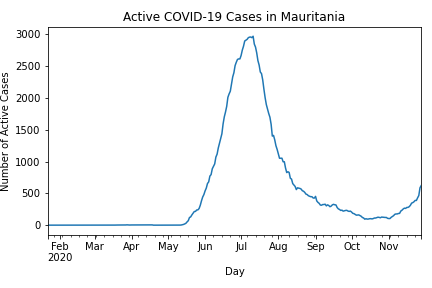 Active COVID-19 Cases in Mauritania
Number of Active Cases
3000
2500
2000
1500
1000
500
0
Feb Mar Apr May Jun Jul Aug Sep Oct Nov
2020
Day